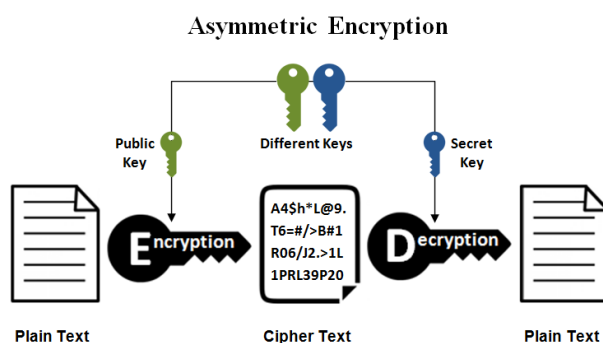 Asymmetric Encryption
Public
Key
Different Keys
Secret
Key
Encryption
A4$h*L@9.
T6=#/>B#1
R06/J2.>1L
1PRL39P20
Decryption
Plain Text
Cipher Text
Plain Text